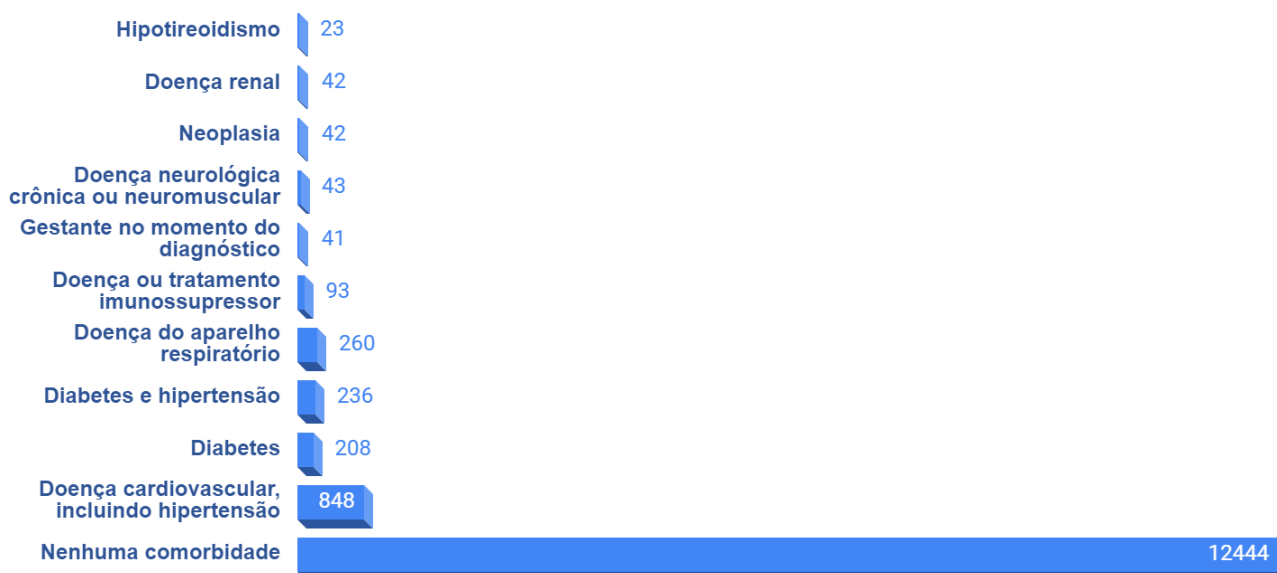 Hipotireoidismo 23
Doença renal 42
Neoplasia 42
Doença neurológica
crônica ou neuromuscular 43
Gestante no momento do
diagnóstico 41
Doença ou tratamento
imunossupressor 93
Doença do aparelho
respiratório 260
Diabetes e hipertensão 236
Diabetes 208
Doença cardiovascular,
incluindo hipertensão 848
Nenhuma comorbidade 12444